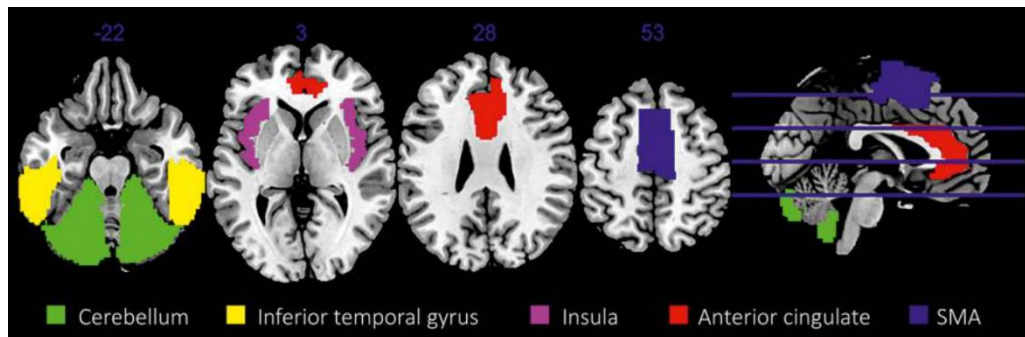 -22 3 28 53
Cerebellum Inferior temporal gyrus Insula Anterior cingulate SMA